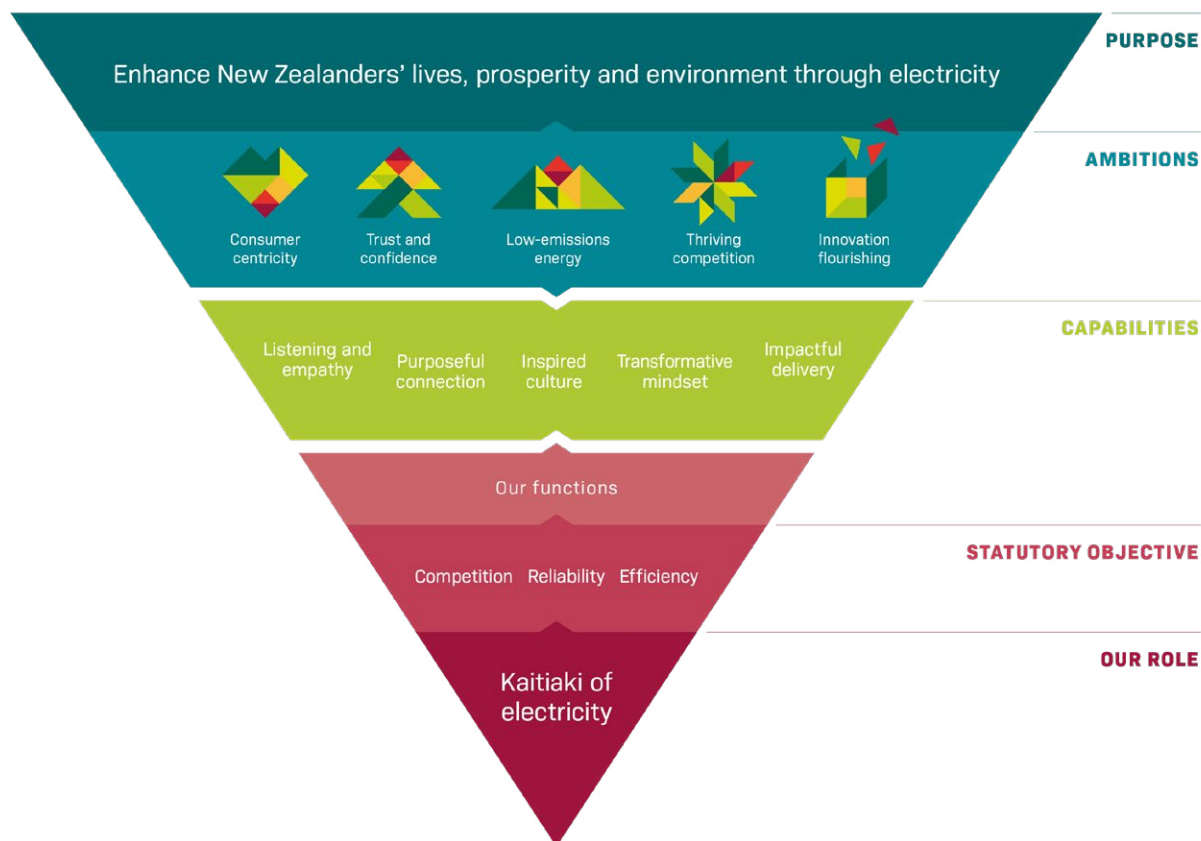 PURPOSE
Enhance New Zealanders’ lives, prosperity and environment through electricity
AMBITIONS
Consumer
centricity
Trust and
confidence
Low-emissions
energy
Thriving
competition
Innovation
flourishing
CAPABILITIES
Listening and
empathy
Purposeful
connection
Inspired
culture
Transformative
mindset
Impactful
delivery
Our functions
STATUTORY OBJECTIVE
Competition Reliability Efficiency
OUR ROLE
Kaitiaki of
electricity